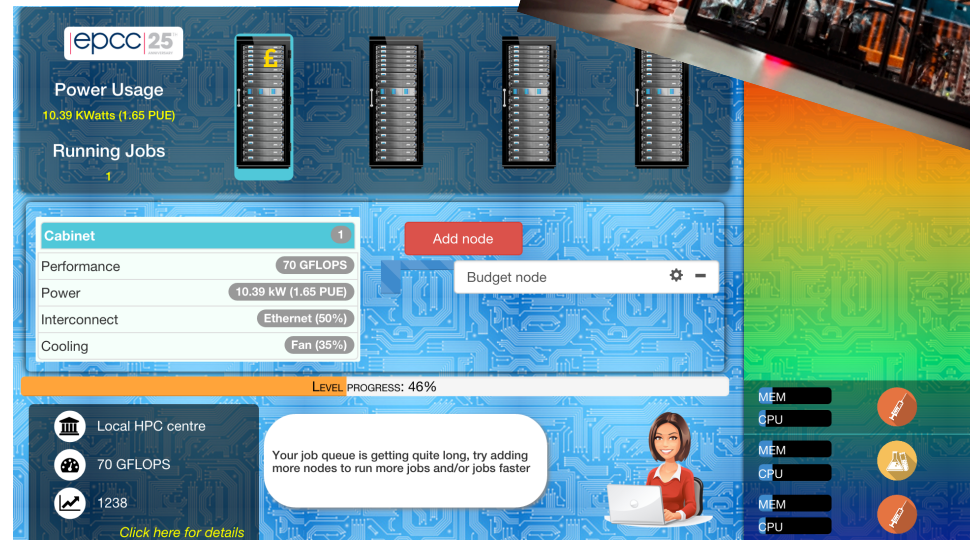 |epcc| 25
£
Power Usage
10.39 KWatts (1.65 PUE)
Running Jobs
1
Cabinet 1
Performance 70 GFLOPS
Power 10.39 kW (1.65 PUE)
Interconnect Ethernet (50%)
Cooling Fan (35%)
Add node
Budget node
LEVEL PROGRESS: 46%
Local HPC centre
70 GFLOPS
1238
Click here for details
Your job queue is getting quite long, try adding
more nodes to run more jobs and/or jobs faster
MEM
CPU
MEM
CPU
MEM
CPU